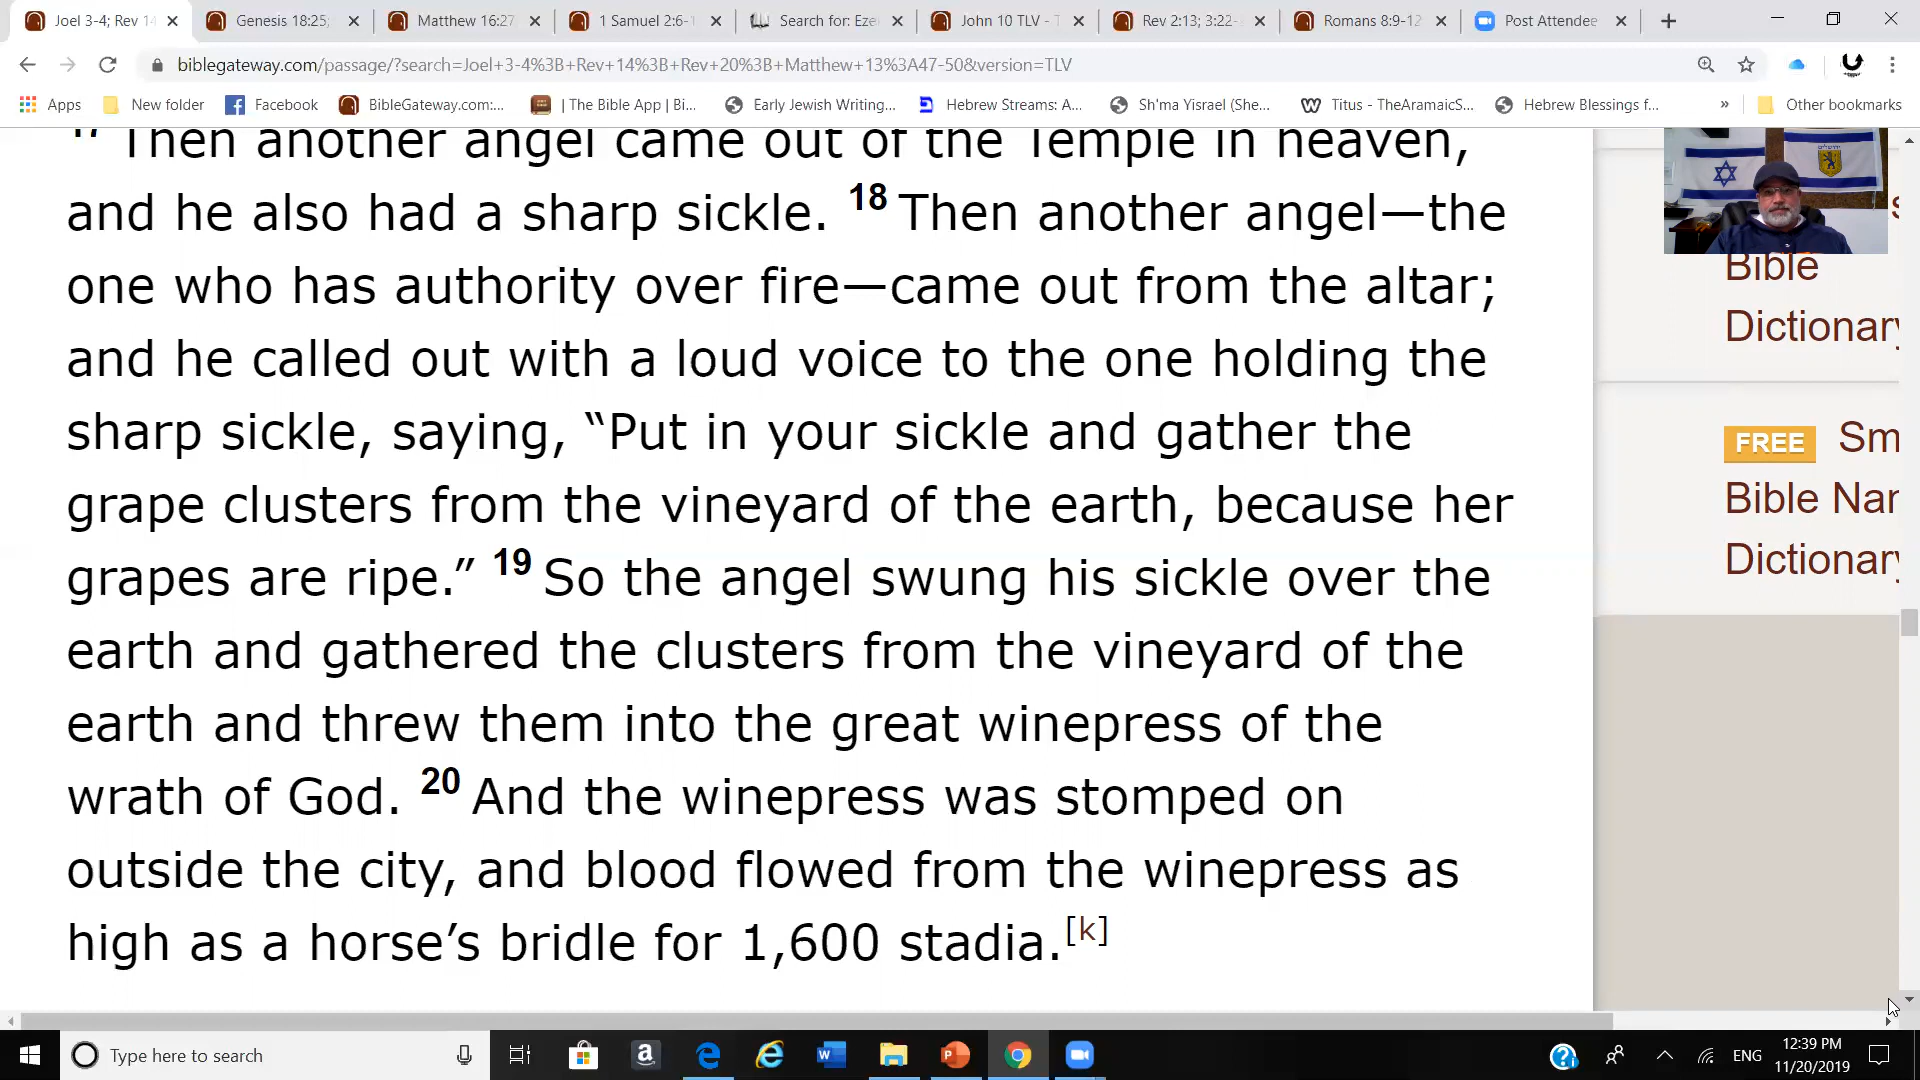 Joel 3-4; Rev 14
Genesis 18:25;
Matthew 16:27
1 Samuel 2:6-
Search for: Eze
John 10 TLV - T
Rev 2:13; 3:22-
Romans 8:9-12
Post Attendee
biblegateway.com/passage/?search=Joel+3-4%3B+Rev+14%3B+Rev+20%3B+Matthew+13%3A47-50&version=TLV
Apps
New folder
Facebook
BibleGateway.com:...
| The Bible App | Bi...
Early Jewish Writing...
Hebrew Streams: A...
Sh'ma Yisrael (She...
Titus - TheAramaicS...
Hebrew Blessings f...
»
Other bookmarks
17 Then another angel came out of the Temple in heaven,
and he also had a sharp sickle. 18 Then another angel—the
one who has authority over fire—came out from the altar;
and he called out with a loud voice to the one holding the
sharp sickle, saying, “Put in your sickle and gather the
grape clusters from the vineyard of the earth, because her
grapes are ripe.” 19 So the angel swung his sickle over the
earth and gathered the clusters from the vineyard of the
earth and threw them into the great winepress of the
wrath of God. 20 And the winepress was stomped on
outside the city, and blood flowed from the winepress as
high as a horse’s bridle for 1,600 stadia.[k]
Bible
Dictionary
FREE Sm
Bible Nar
Dictionary
Type here to search
ENG
12:39 PM
11/20/2019